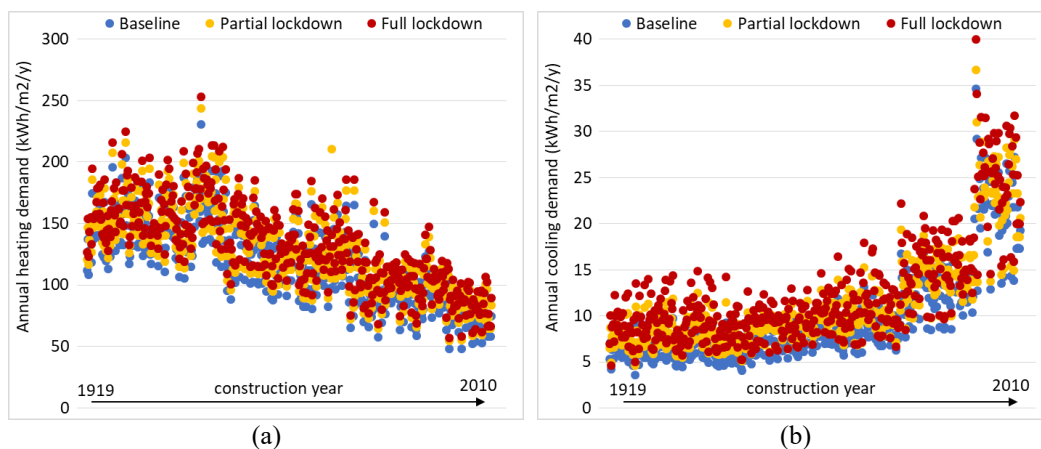 Baseline Partial lockdown Full lockdown
Annual heating demand (kWh/m2/y)
300
250
200
150
100
50
0
1919 construction year 2010
(a)
Baseline Partial lockdown Full lockdown
Annual cooling demand (kWh/m2/y)
40
35
30
25
20
15
10
5
0
1919 construction year 2010
(b)